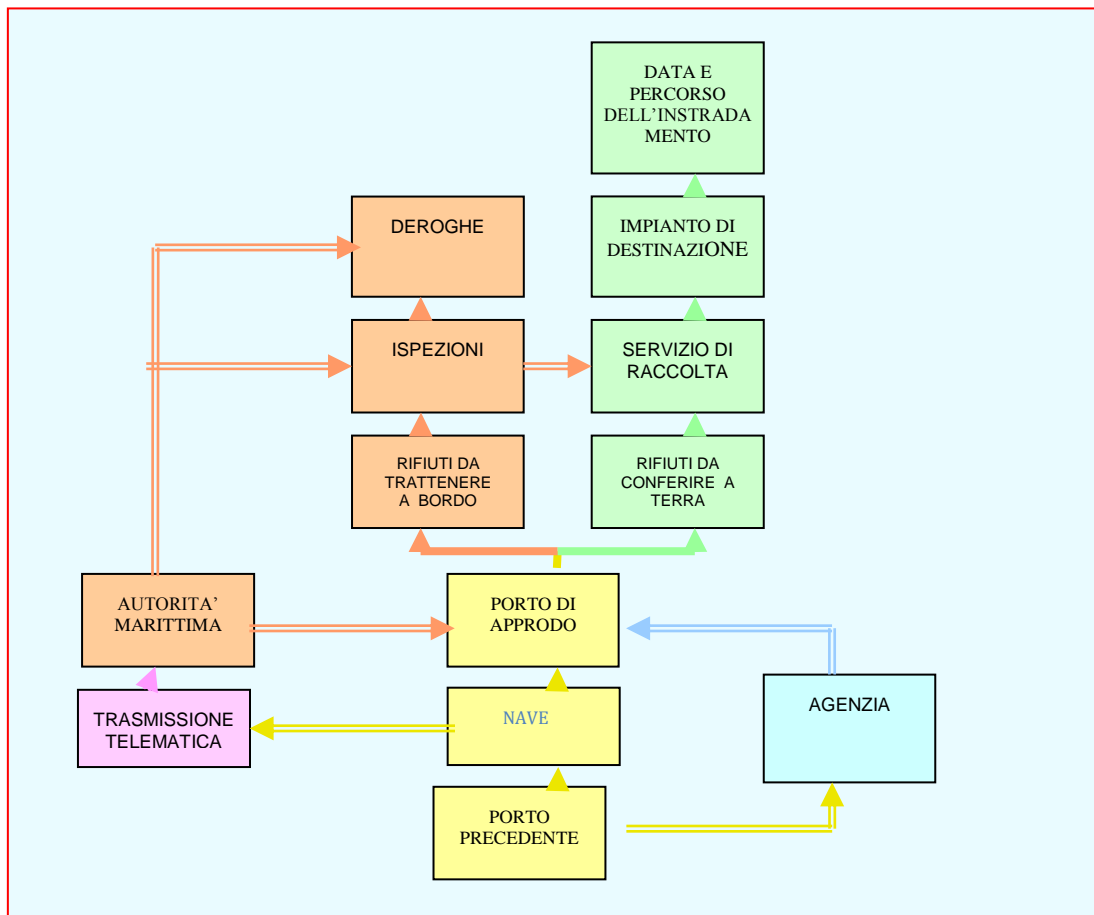 DATA E
PERCORSO
DELL'INSTRADA
MENTO
DEROGHE
IMPIANTO DI
DESTINAZIONE
ISPEZIONI
SERVIZIO DI
RACCOLTA
RIFIUTI DA
TRATTENERE
A BORDO
RIFIUTI DA
CONFERIRE A
TERRA
AUTORITA'
MARITTIMA
PORTO DI
APPRODO
TRASMISSIONE
TELEMATICA
NAVE
AGENZIA
PORTO
PRECEDENTE